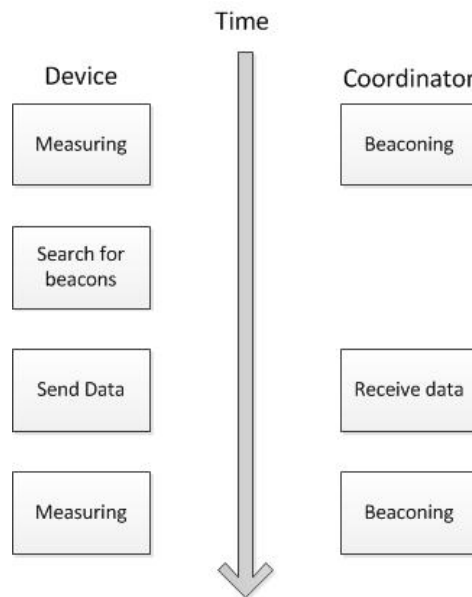 Time
Device
Coordinator
Measuring
Beaconing
Search for
beacons
Send Data
Receive data
Measuring
Beaconing